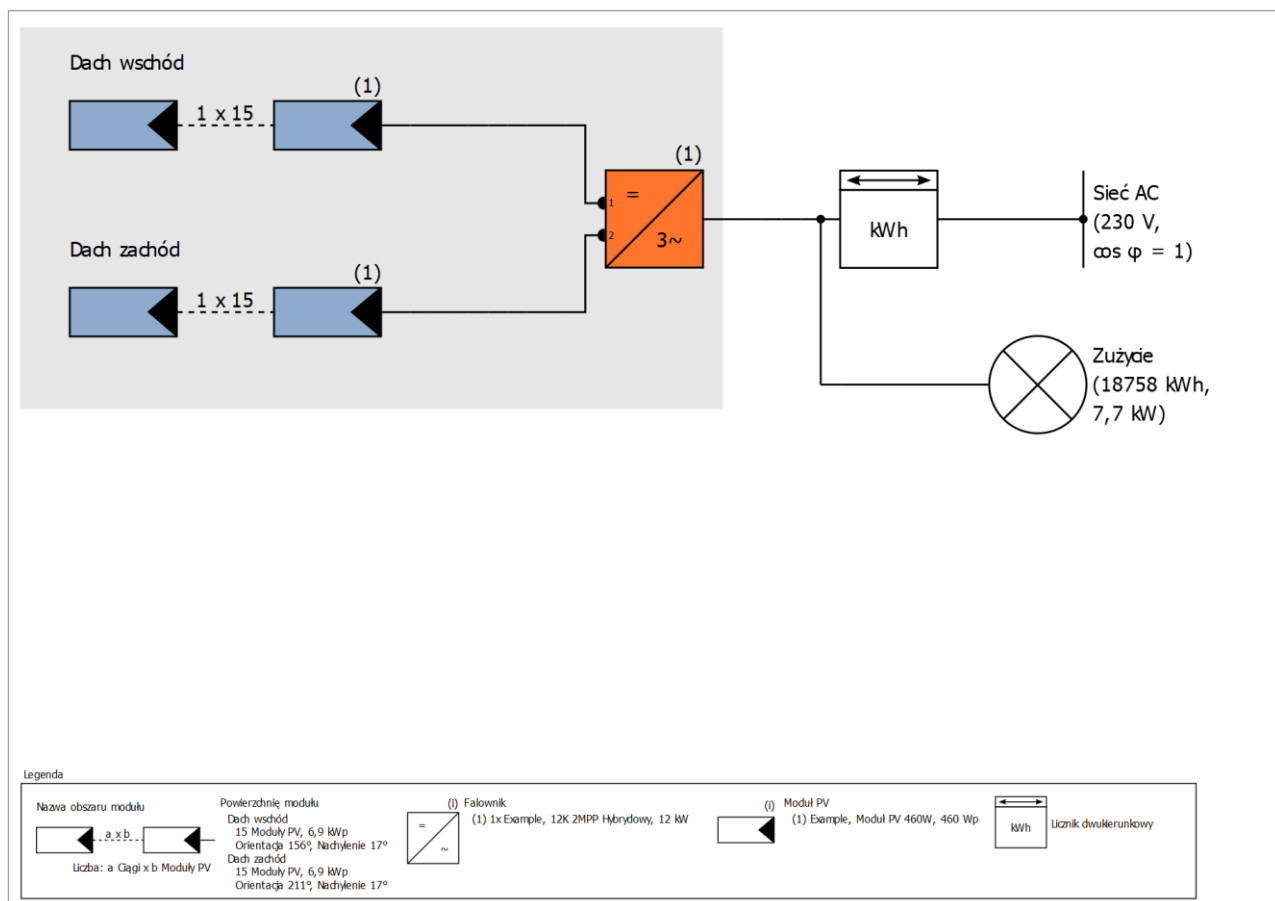 Dach wschód
(1)
1 x 15
(1)
1
=
2
3~
Dach zachód
(1)
1 x 15
kWh
Sieć AC
(230 V,
cos φ = 1)
Zużycie
(18758 kWh,
7,7 kW)
Legenda
Nazwa obszaru modułu
a x b
Liczba: a Ciągi x b Moduły PV
Powierzchnię modułu
Dach wschód
15 Moduły PV, 6,9 kWp
Orientacja 156°, Nachylenie 17°
Dach zachód
15 Moduły PV, 6,9 kWp
Orientacja 211°, Nachylenie 17°
(i) Falownik
(1) 1x Example, 12K 2MPP Hybrydowy, 12 kW
=
~
(i) Moduł PV
(1) Example, Moduł PV 460W, 460 Wp
kWh
Licznik dwukierunkowy